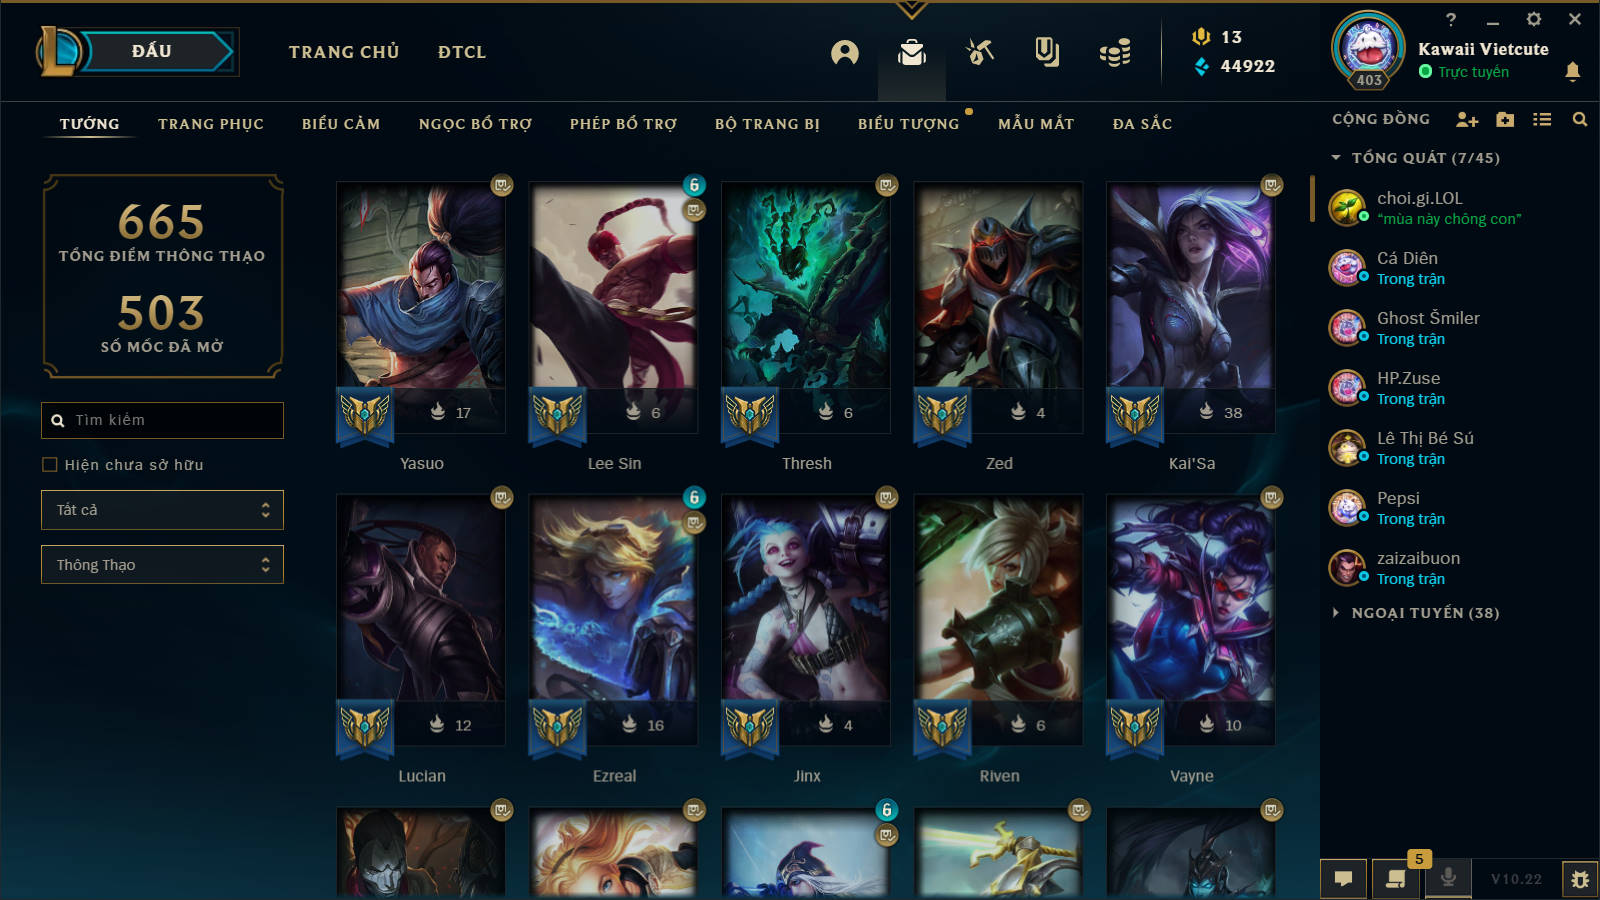 ĐẤU
TRANG CHỦ
ĐTCL
13
44922
403
Kawaii Vietcute
Trực tuyến
TƯỚNG
TRANG PHỤC
BIỂU CẢM
NGỌC BỔ TRỢ
PHÉP BỔ TRỢ
BỘ TRANG BỊ
BIỂU TƯỢNG
MẪU MẮT
ĐA SẮC
CỘNG ĐỒNG
TỔNG QUÁT (7/45)
665
TỔNG ĐIỂM THÔNG THẠO
503
SỐ MỐC ĐÃ MỞ
Tìm kiếm
Hiện chưa sở hữu
Tất cả
Thông Thạo
6
17
6
6
4
38
Yasuo
Lee Sin
Thresh
Zed
Kai'Sa
6
12
16
4
6
10
Lucian
Ezreal
Jinx
Riven
Vayne
6
choi.gi.LOL
“mùa này chông con”
Cá Diên
Trong trận
Ghost Šmiler
Trong trận
HP.Zuse
Trong trận
Lê Thị Bé Sú
Trong trận
Pepsi
Trong trận
zaizaibuon
Trong trận
NGOẠI TUYẾN (38)
5
V10.22